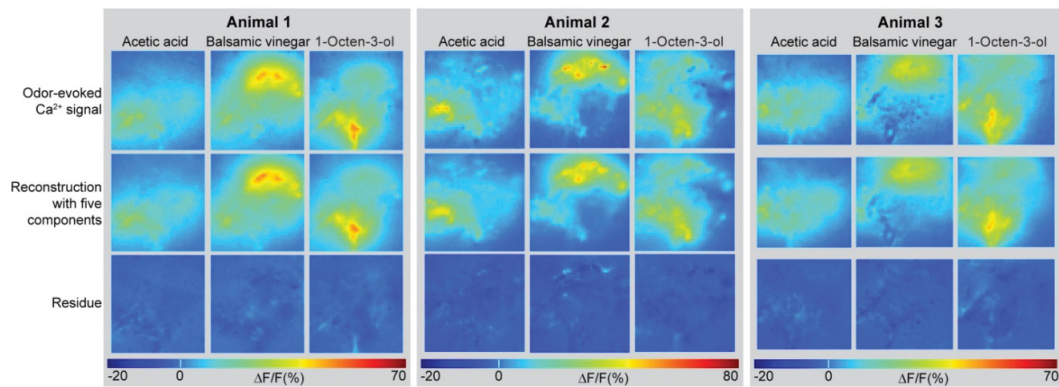 Animal 1
Animal 2
Animal 3
Acetic acid Balsamic vinegar 1-Octen-3-ol
Acetic acid Balsamic vinegar 1-Octen-3-ol
Acetic acid Balsamic vinegar 1-Octen-3-ol
Odor-evoked
Ca²⁺ signal
Reconstruction
with five
components
Residue
-20 0 ΔF/F(%) 70
-20 0 ΔF/F(%) 80
-20 0 ΔF/F(%) 70